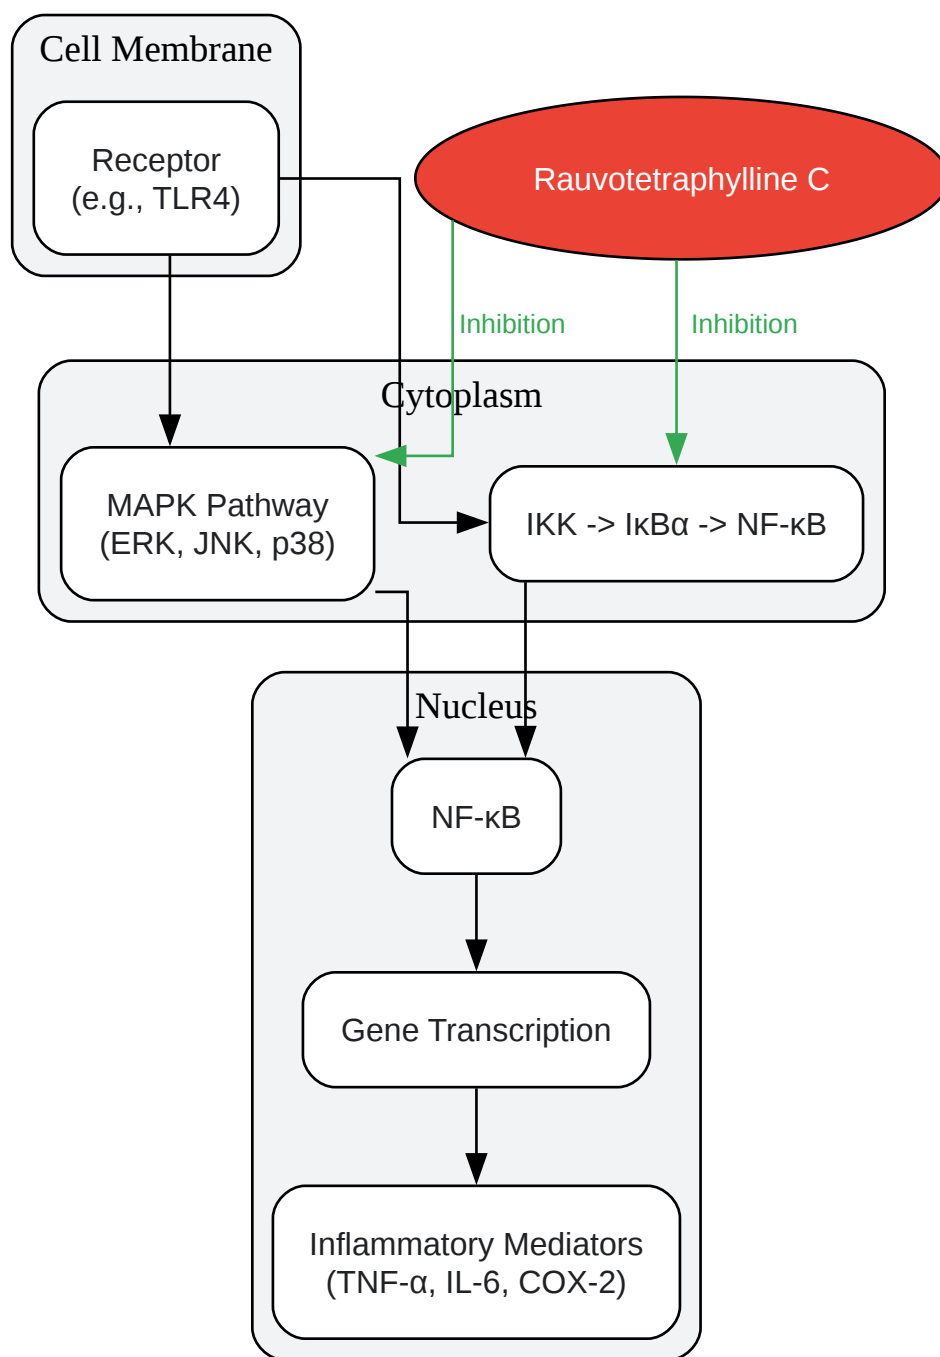 Cell Membrane
Receptor
(e.g., TLR4)
Rauvotetraphylline C
Inhibition
Inhibition
Cytoplasm
MAPK Pathway
(ERK, JNK, p38)
IKK -> IκBα -> NF-κB
Nucleus
NF-κB
Gene Transcription
Inflammatory Mediators
(TNF-α, IL-6, COX-2)